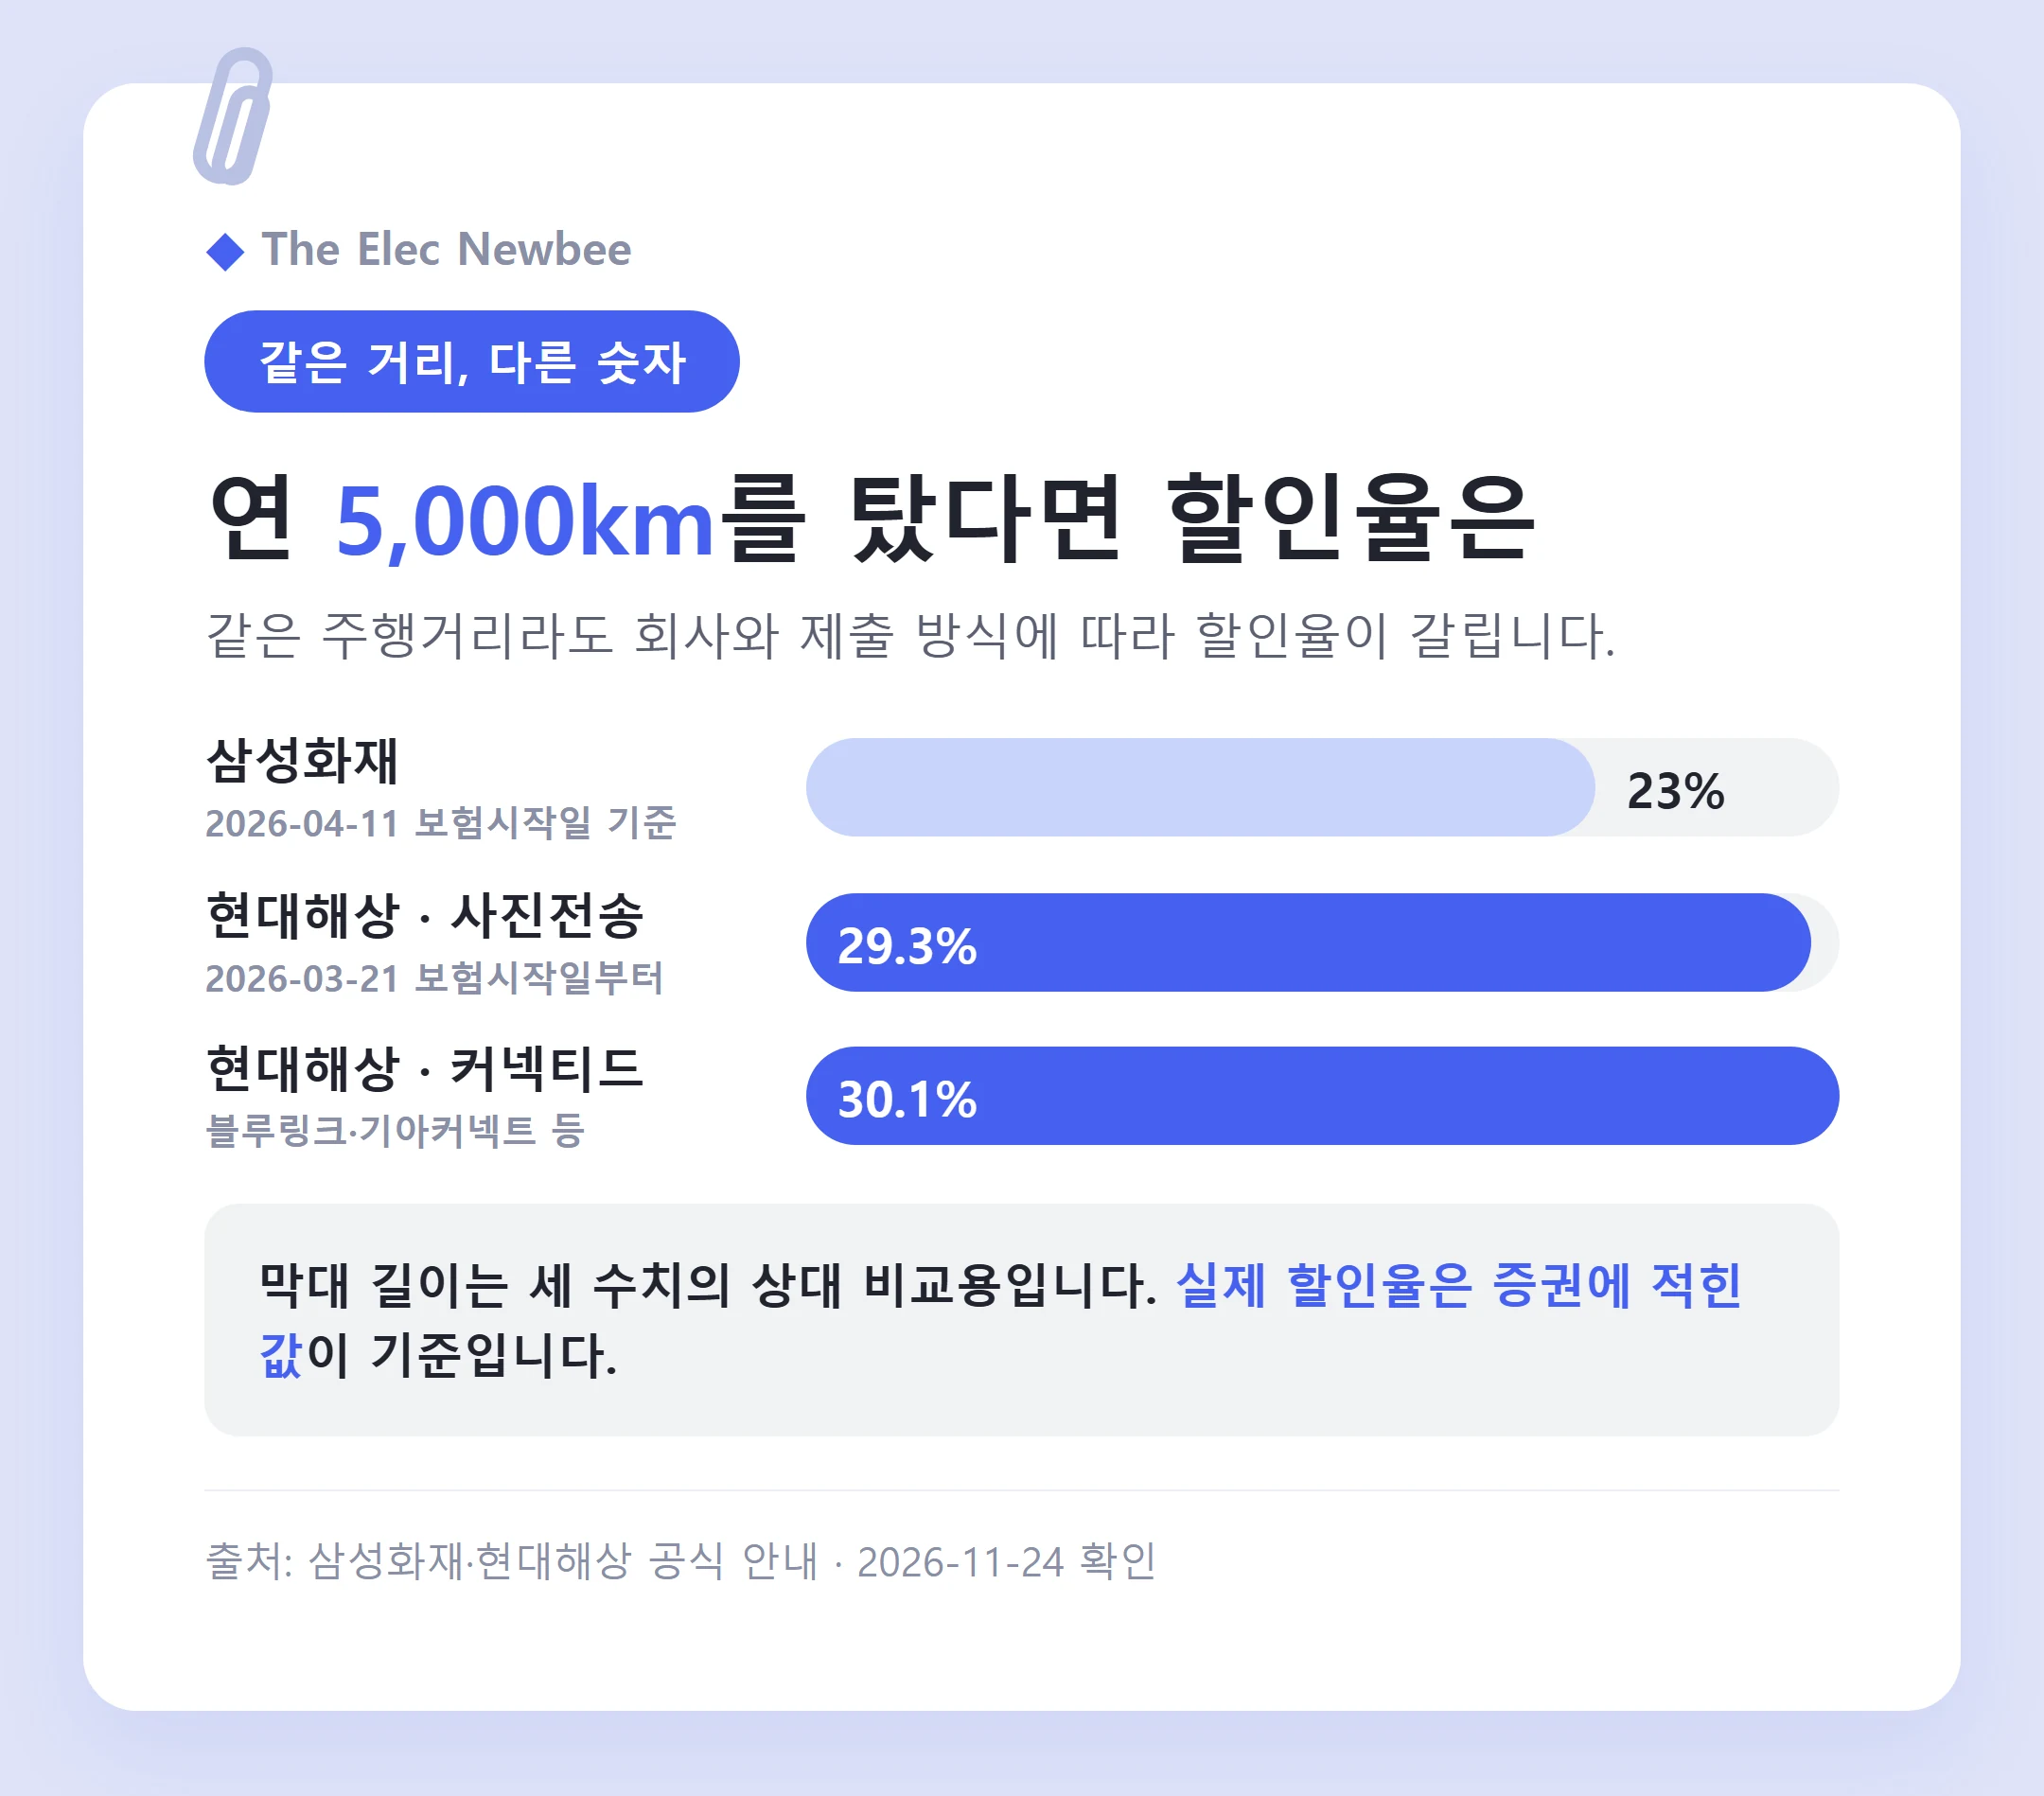 The Elec Newbee
같은 거리, 다른 숫자
연 5,000km를 탔다면 할인율은
같은 주행거리라도 회사와 제출 방식에 따라 할인율이 갈립니다.
삼성화재
2026-04-11 보험시작일 기준
23%
현대해상 · 사진전송
2026-03-21 보험시작일부터
29.3%
현대해상 · 커넥티드
블루링크·기아커넥트 등
30.1%
막대 길이는 세 수치의 상대 비교용입니다. 실제 할인율은 증권에 적힌
값이 기준입니다.
출처: 삼성화재·현대해상 공식 안내 · 2026-11-24 확인